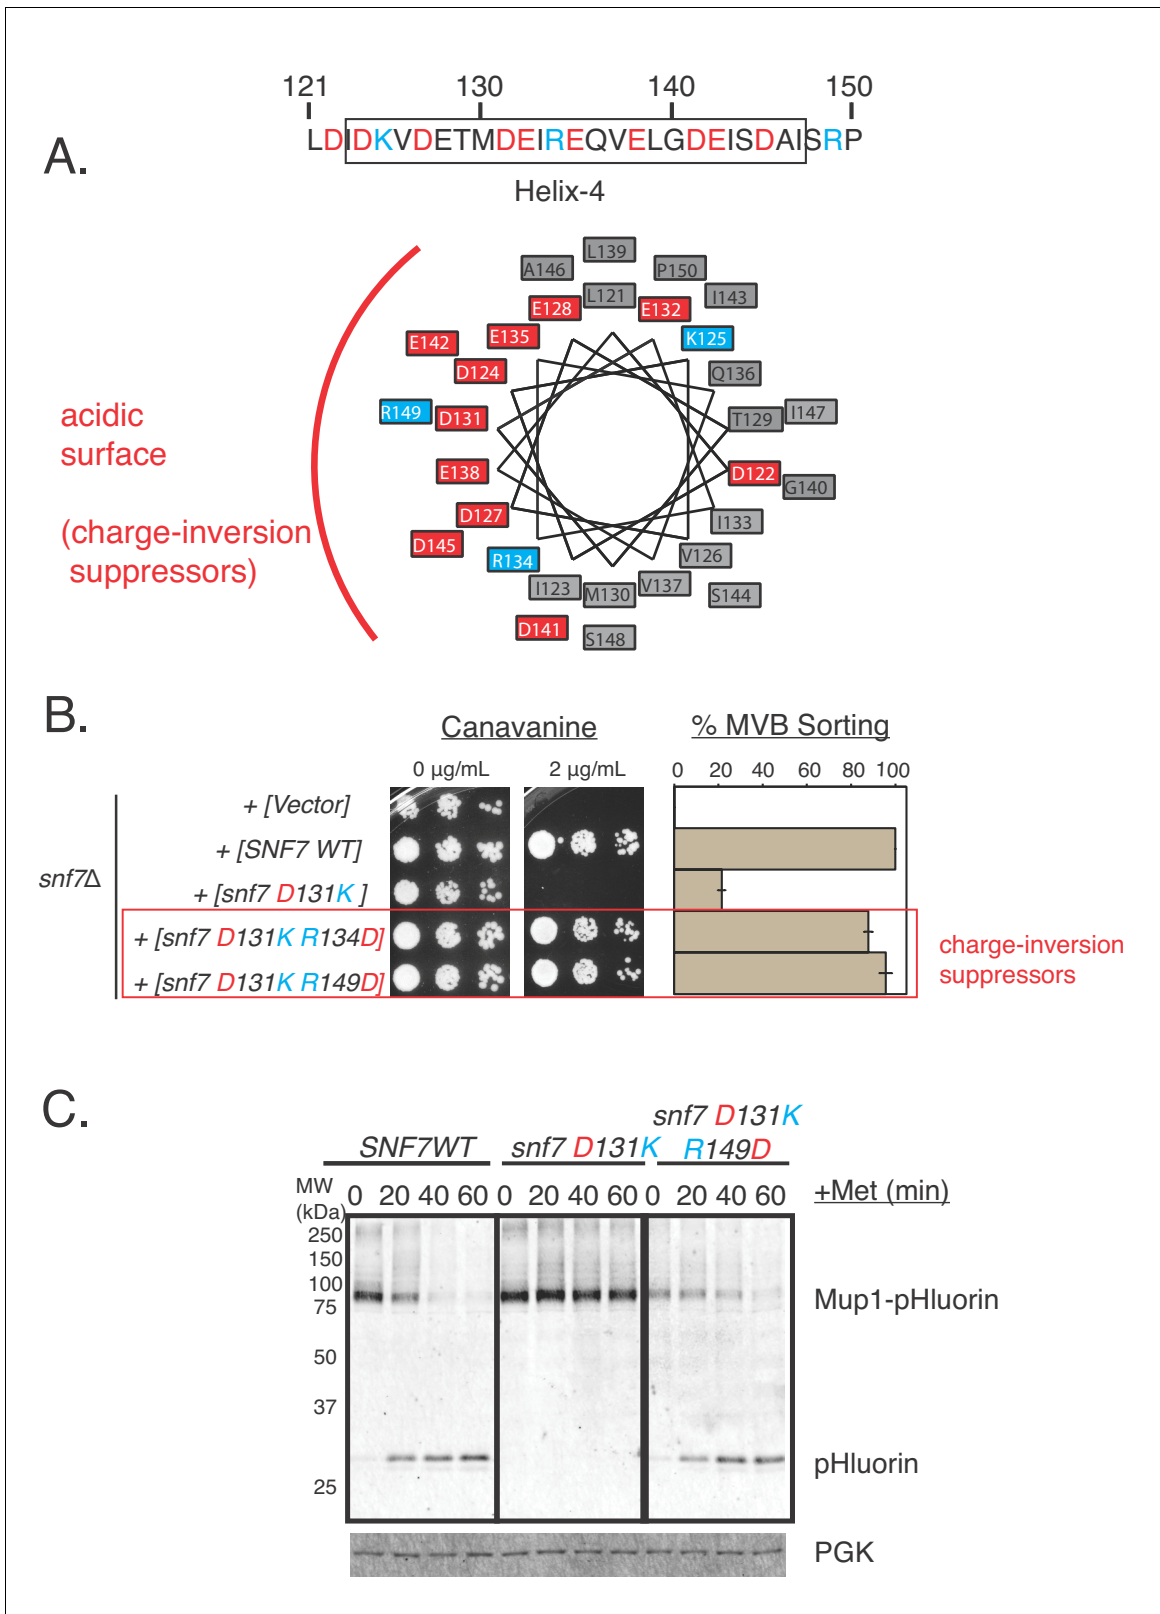 A.
121 130 140 150
LDIDKVDETMDEIREQVELGDEISDAISRP
Helix-4
L139
A146 P150
L121 I143
E128 E132
E135 K125
E142
D124 Q136
R149 D131 T129 I147
E138 D122
G140
D127 I133
D145
R134 V126
I123 M130 V137 S144
D141 S148
acidic
surface
(charge-inversion
suppressors)
B.
Canavanine % MVB Sorting
0 µg/mL 2 µg/mL 0 20 40 60 80 100
snf7Δ
+ [Vector]
+ [SNF7 WT]
+ [snf7 D131K ]
+ [snf7 D131K R134D]
+ [snf7 D131K R149D]
charge-inversion
suppressors
C.
SNF7WT snf7 D131K snf7 D131K
R149D
MW
(kDa)
0 20 40 60 0 20 40 60 0 20 40 60 +Met (min)
250
150
100
75
50
37
25
Mup1-pHluorin
pHluorin
PGK